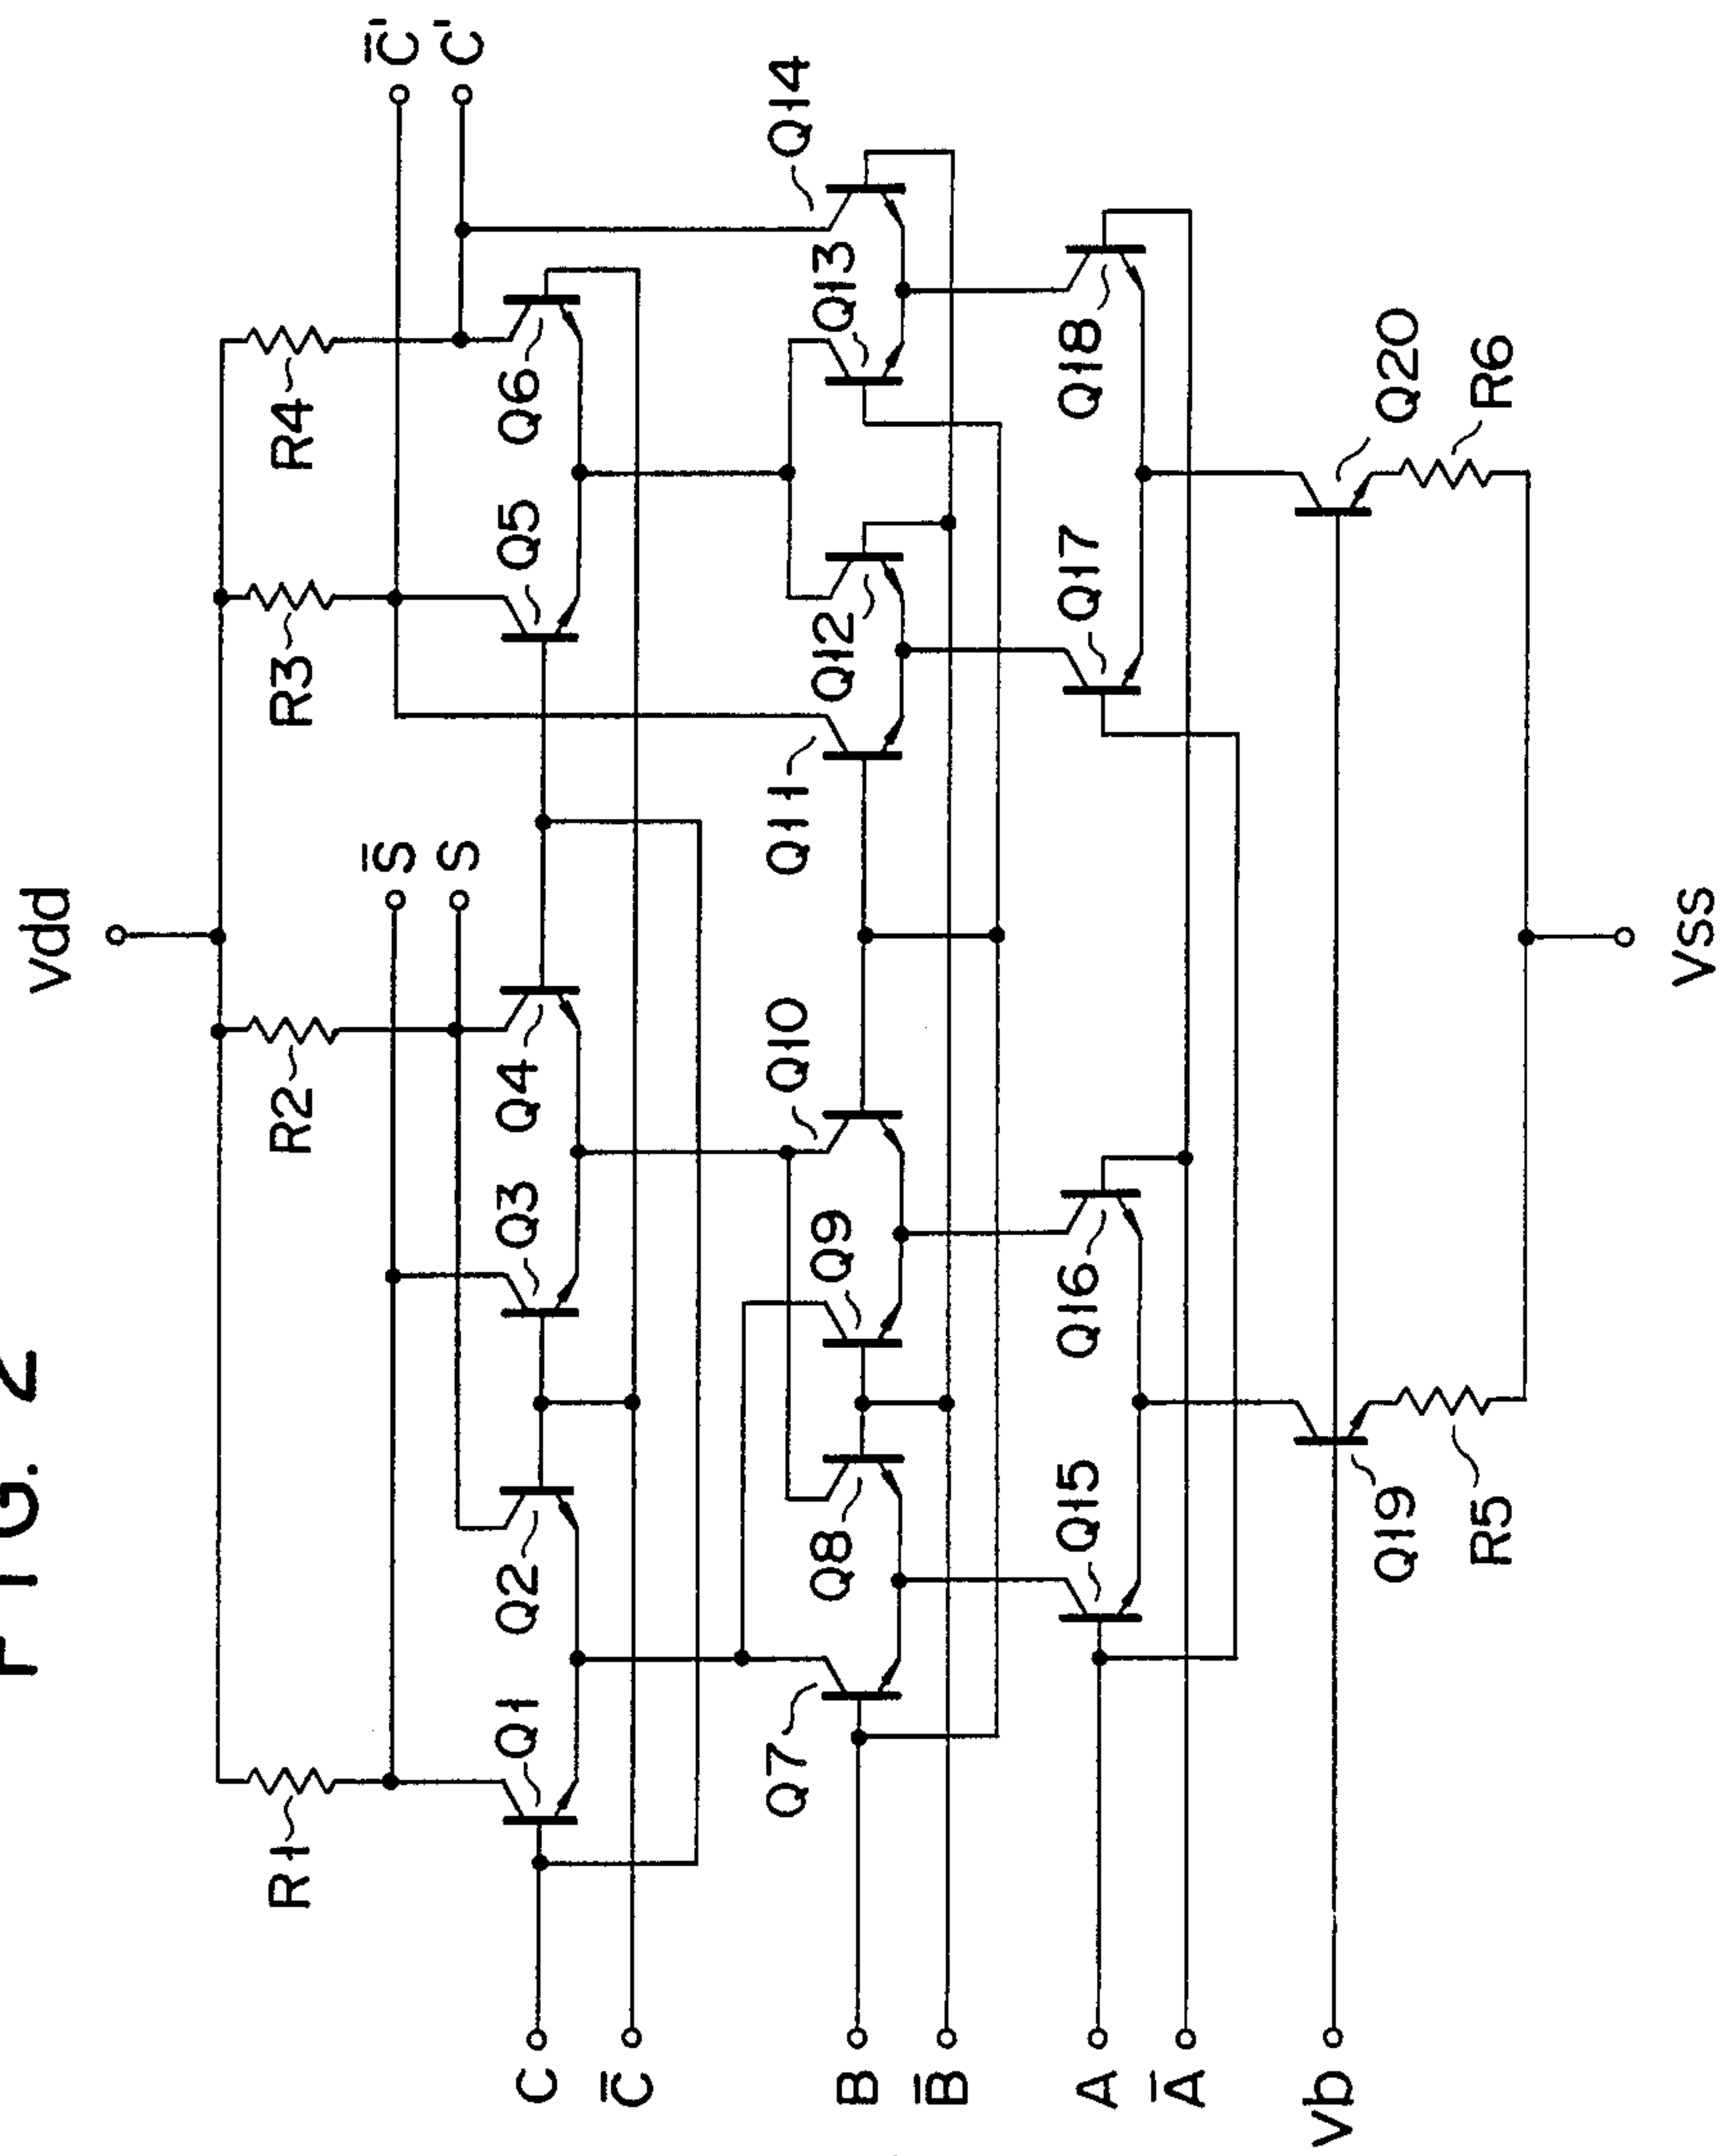 FIG. 2
Vdd
R1
R2
R3
R4
S̅
S
C̅'
C'
Q1
Q2
Q3
Q4
Q5
Q6
C
C̅
Q7
Q8
Q9
Q10
Q11
Q12
Q13
Q14
B
B̅
Q15
Q16
Q17
Q18
A
A̅
Vb
Q19
Q20
R5
R6
Vss